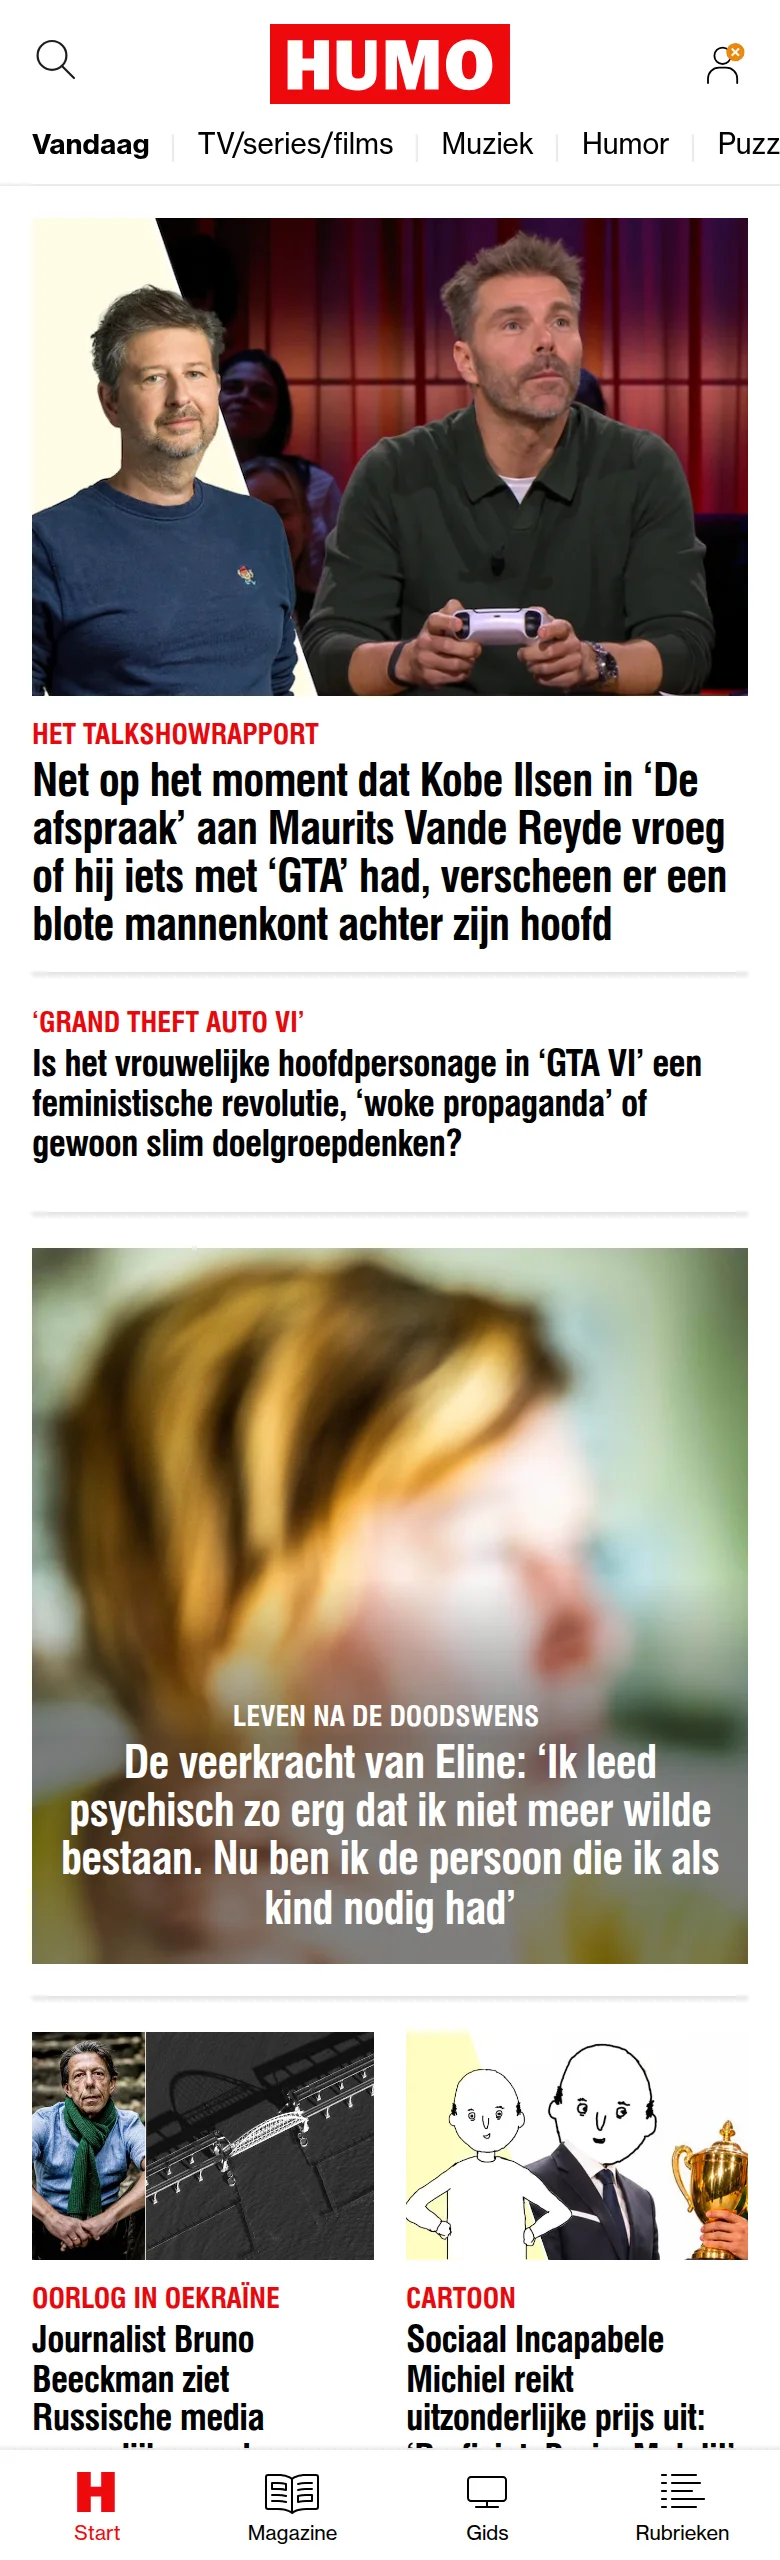 HUMO
Vandaag
TV/series/films
Muziek
Humor
Puzz
HET TALKSHOWRAPPORT
Net op het moment dat Kobe Ilsen in ‘De
afspraak’ aan Maurits Vande Reyde vroeg
of hij iets met ‘GTA’ had, verscheen er een
blote mannenkont achter zijn hoofd
‘GRAND THEFT AUTO VI’
Is het vrouwelijke hoofdpersonage in ‘GTA VI’ een
feministische revolutie, ‘woke propaganda’ of
gewoon slim doelgroepdenken?
LEVEN NA DE DOODSWENS
De veerkracht van Eline: ‘Ik leed
psychisch zo erg dat ik niet meer wilde
bestaan. Nu ben ik de persoon die ik als
kind nodig had’
OORLOG IN OEKRAÏNE
Journalist Bruno
Beeckman ziet
Russische media
CARTOON
Sociaal Incapabele
Michiel reikt
uitzonderlijke prijs uit:
H
Start
Magazine
Gids
Rubrieken